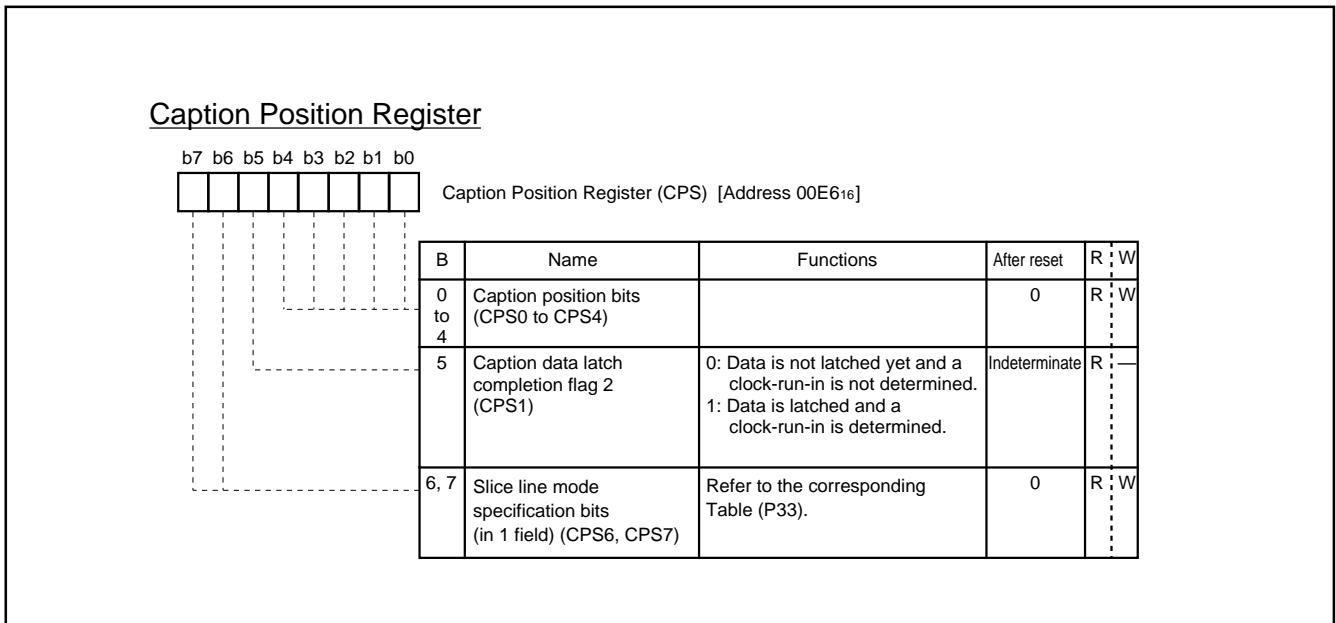 Caption Position Register
b7 b6 b5 b4 b3 b2 b1 b0
Caption Position Register (CPS) [Address 00E616]
B Name Functions After reset R W
0 to 4 Caption position bits (CPS0 to CPS4) 0 R W
5 Caption data latch completion flag 2 (CPS1) 0: Data is not latched yet and a clock-run-in is not determined. 1: Data is latched and a clock-run-in is determined. Indeterminate R —
6, 7 Slice line mode specification bits (in 1 field) (CPS6, CPS7) Refer to the corresponding Table (P33). 0 R W